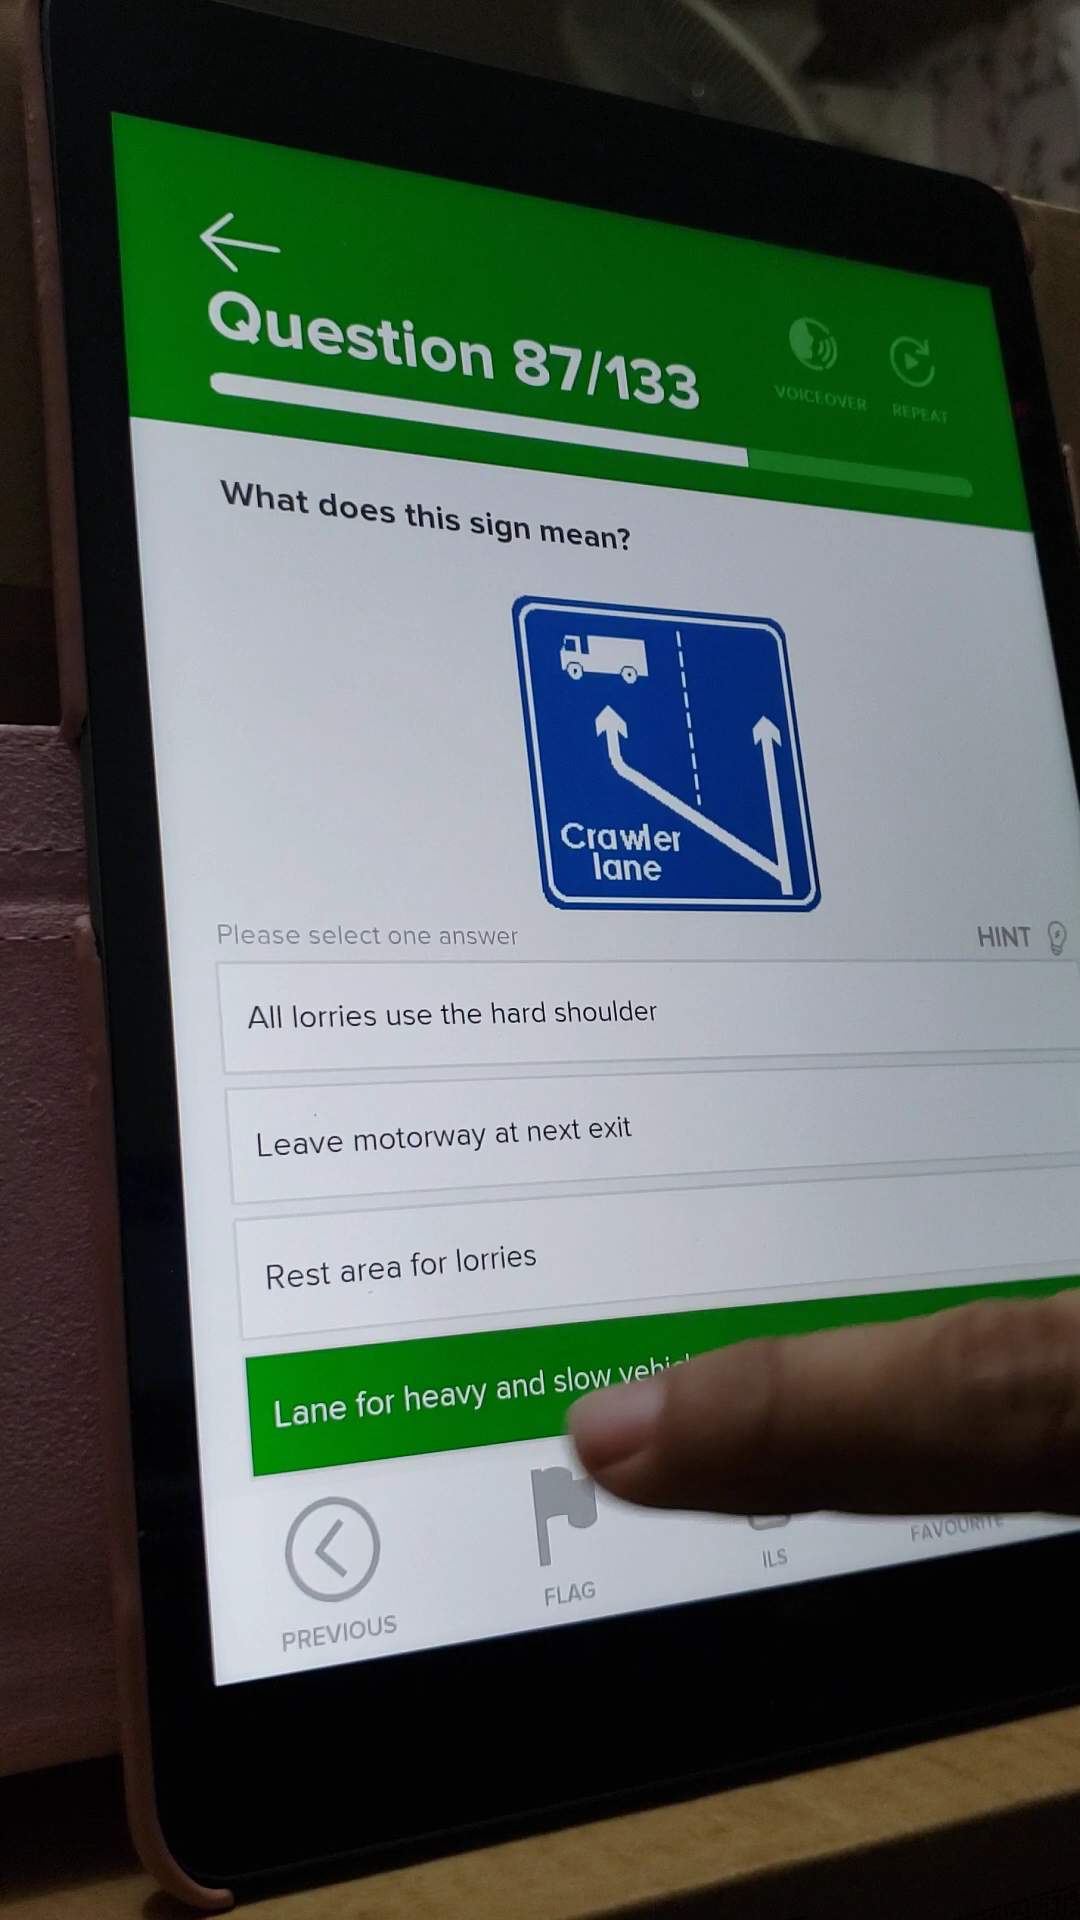 Question 87/133
VOICEOVER
REPEAT
What does this sign mean?
Crawler
lane
Please select one answer
HINT
All lorries use the hard shoulder
Leave motorway at next exit
Rest area for lorries
Lane for heavy and slow
PREVIOUS
FLAG
ILS
FAVOURITE